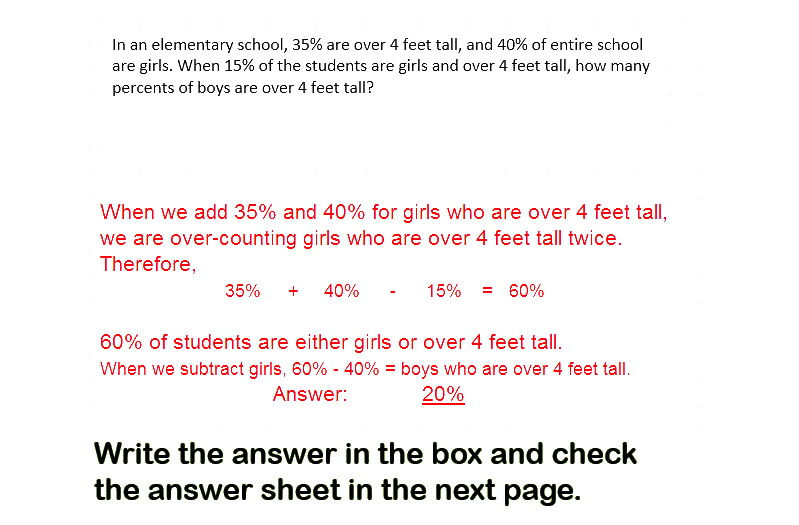 In an elementary school, 35% are over 4 feet tall, and 40% of entire school
are girls. When 15% of the students are girls and over 4 feet tall, how many
percents of boys are over 4 feet tall?
When we add 35% and 40% for girls who are over 4 feet tall,
we are over-counting girls who are over 4 feet tall twice.
Therefore,
35% + 40% - 15% = 60%
60% of students are either girls or over 4 feet tall.
When we subtract girls, 60% - 40% = boys who are over 4 feet tall.
Answer: 20%
Write the answer in the box and check
the answer sheet in the next page.